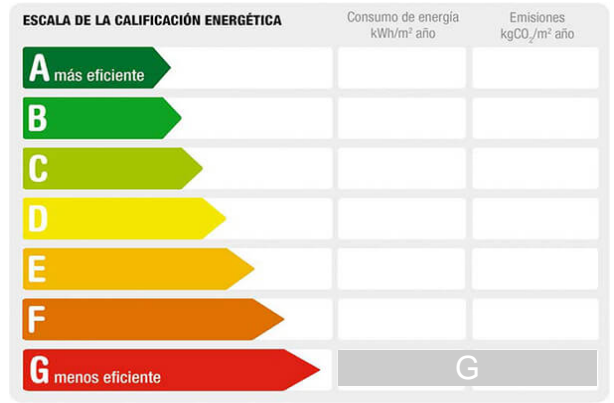 ESCALA DE LA CALIFICACIÓN ENERGÉTICA
Consumo de energía
kWh/m² año
Emisiones
kgCO₂/m² año
A más eficiente
B
C
D
E
F
G menos eficiente
G